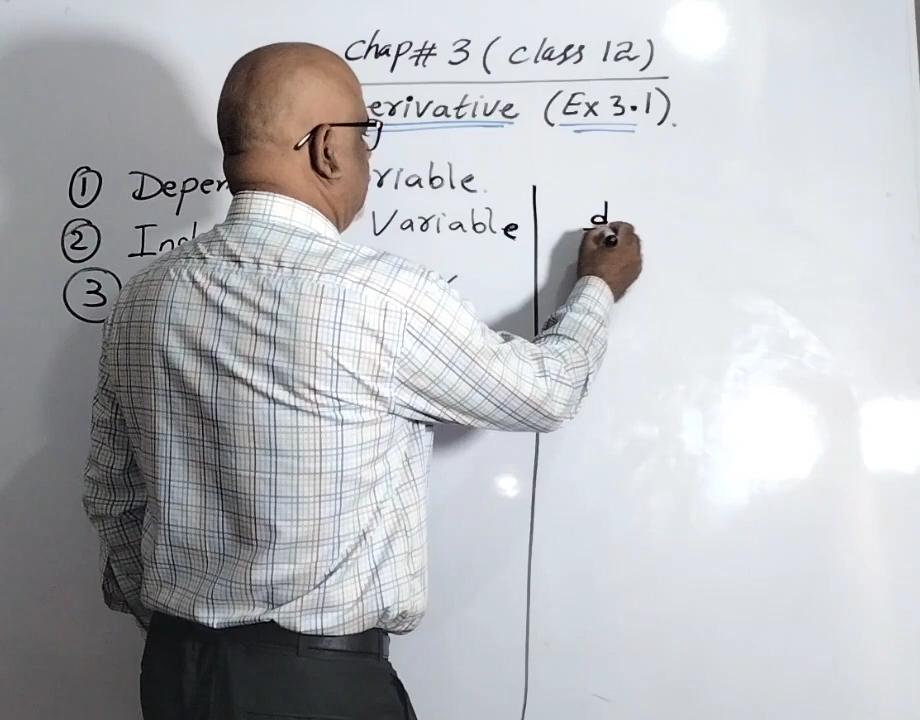 Chap# 3 (class 12)
erivative (Ex 3.1).
① Depen riable.
② Ind Variable
③
d